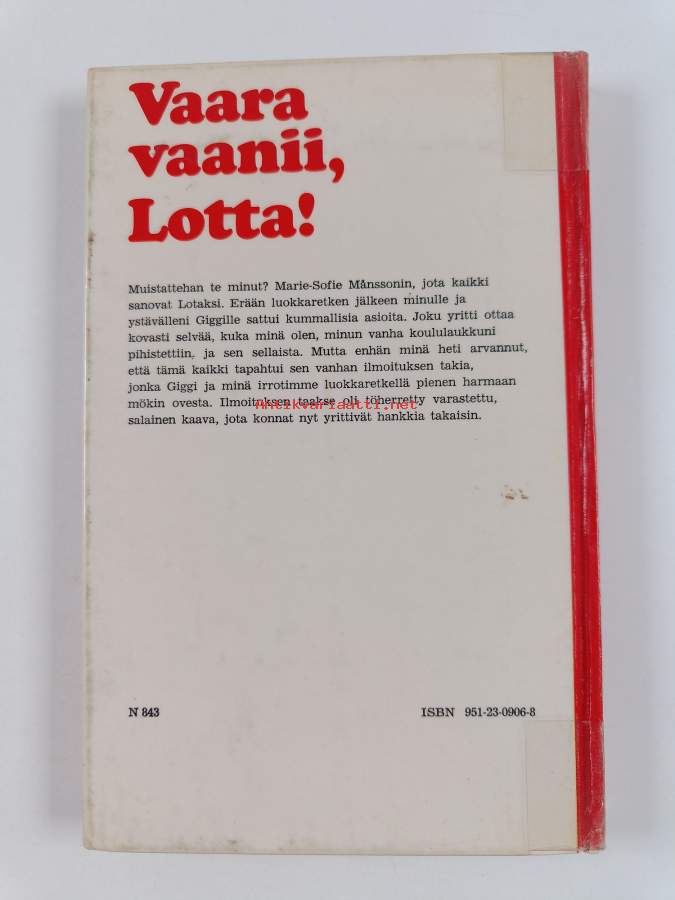 Vaara
vaanii,
Lotta!
Muistattehan te minut? Marie-Sofie Månssonin, jota kaikki
sanovat Lotaksi. Erään luokkaretken jälkeen minulle ja
ystävälleni Giggille sattui kummallisia asioita. Joku yritti ottaa
kovasti selvää, kuka minä olen, minun vanha koululaukkuni
pihistettiin, ja sen sellaista. Mutta enhän minä heti arvannut,
että tämä kaikki tapahtui sen vanhan ilmoituksen takia,
jonka Giggi ja minä irrotimme luokkaretkellä pienen harmaan
mökin ovesta. Ilmoituksen taakse oli töherretty varastettu,
Antikvariaatti.net
salainen kaava, jota konnat nyt yrittivät hankkia takaisin.
N 843
ISBN 951-23-0906-8